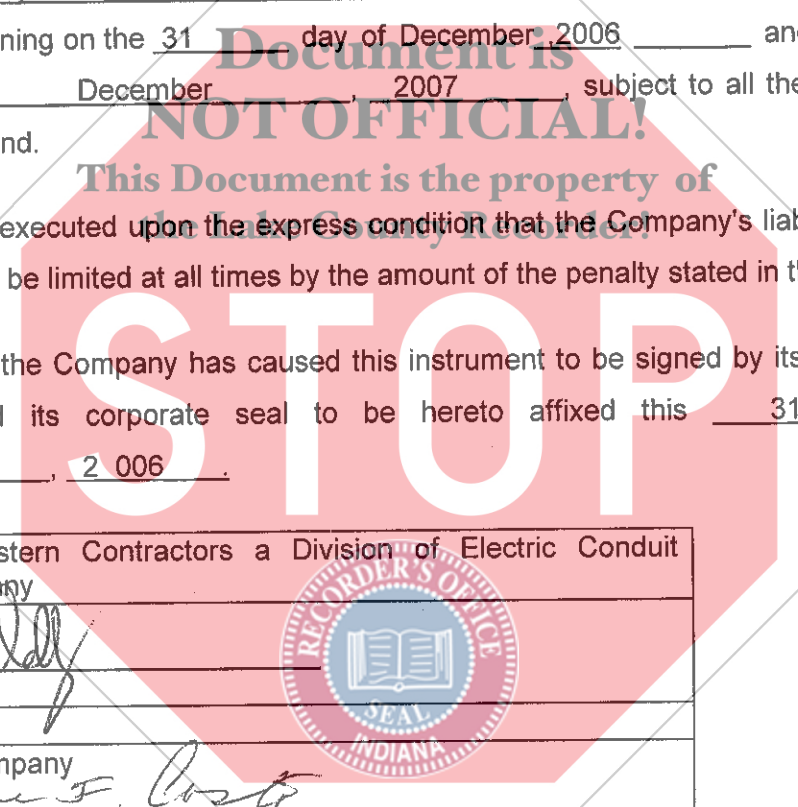 ning on the 31 day of December ,2006 and
Document is
December , 2007 , subject to all the
NOT OFFICIAL!
nd.
This Document is the property of
executed upon the express condition that the Company's liab
the Lake County Recorder!
be limited at all times by the amount of the penalty stated in th
STOP
the Company has caused this instrument to be signed by its
its corporate seal to be hereto affixed this 31
, 2 006 .
stern Contractors a Division of Electric Conduit
ny
RECORDER'S OFFICE
SEAL
INDIANA
mpany
F. Costo